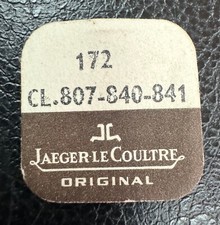 172
CL.807-840-841
JAEGER-LECOULTRE
ORIGINAL